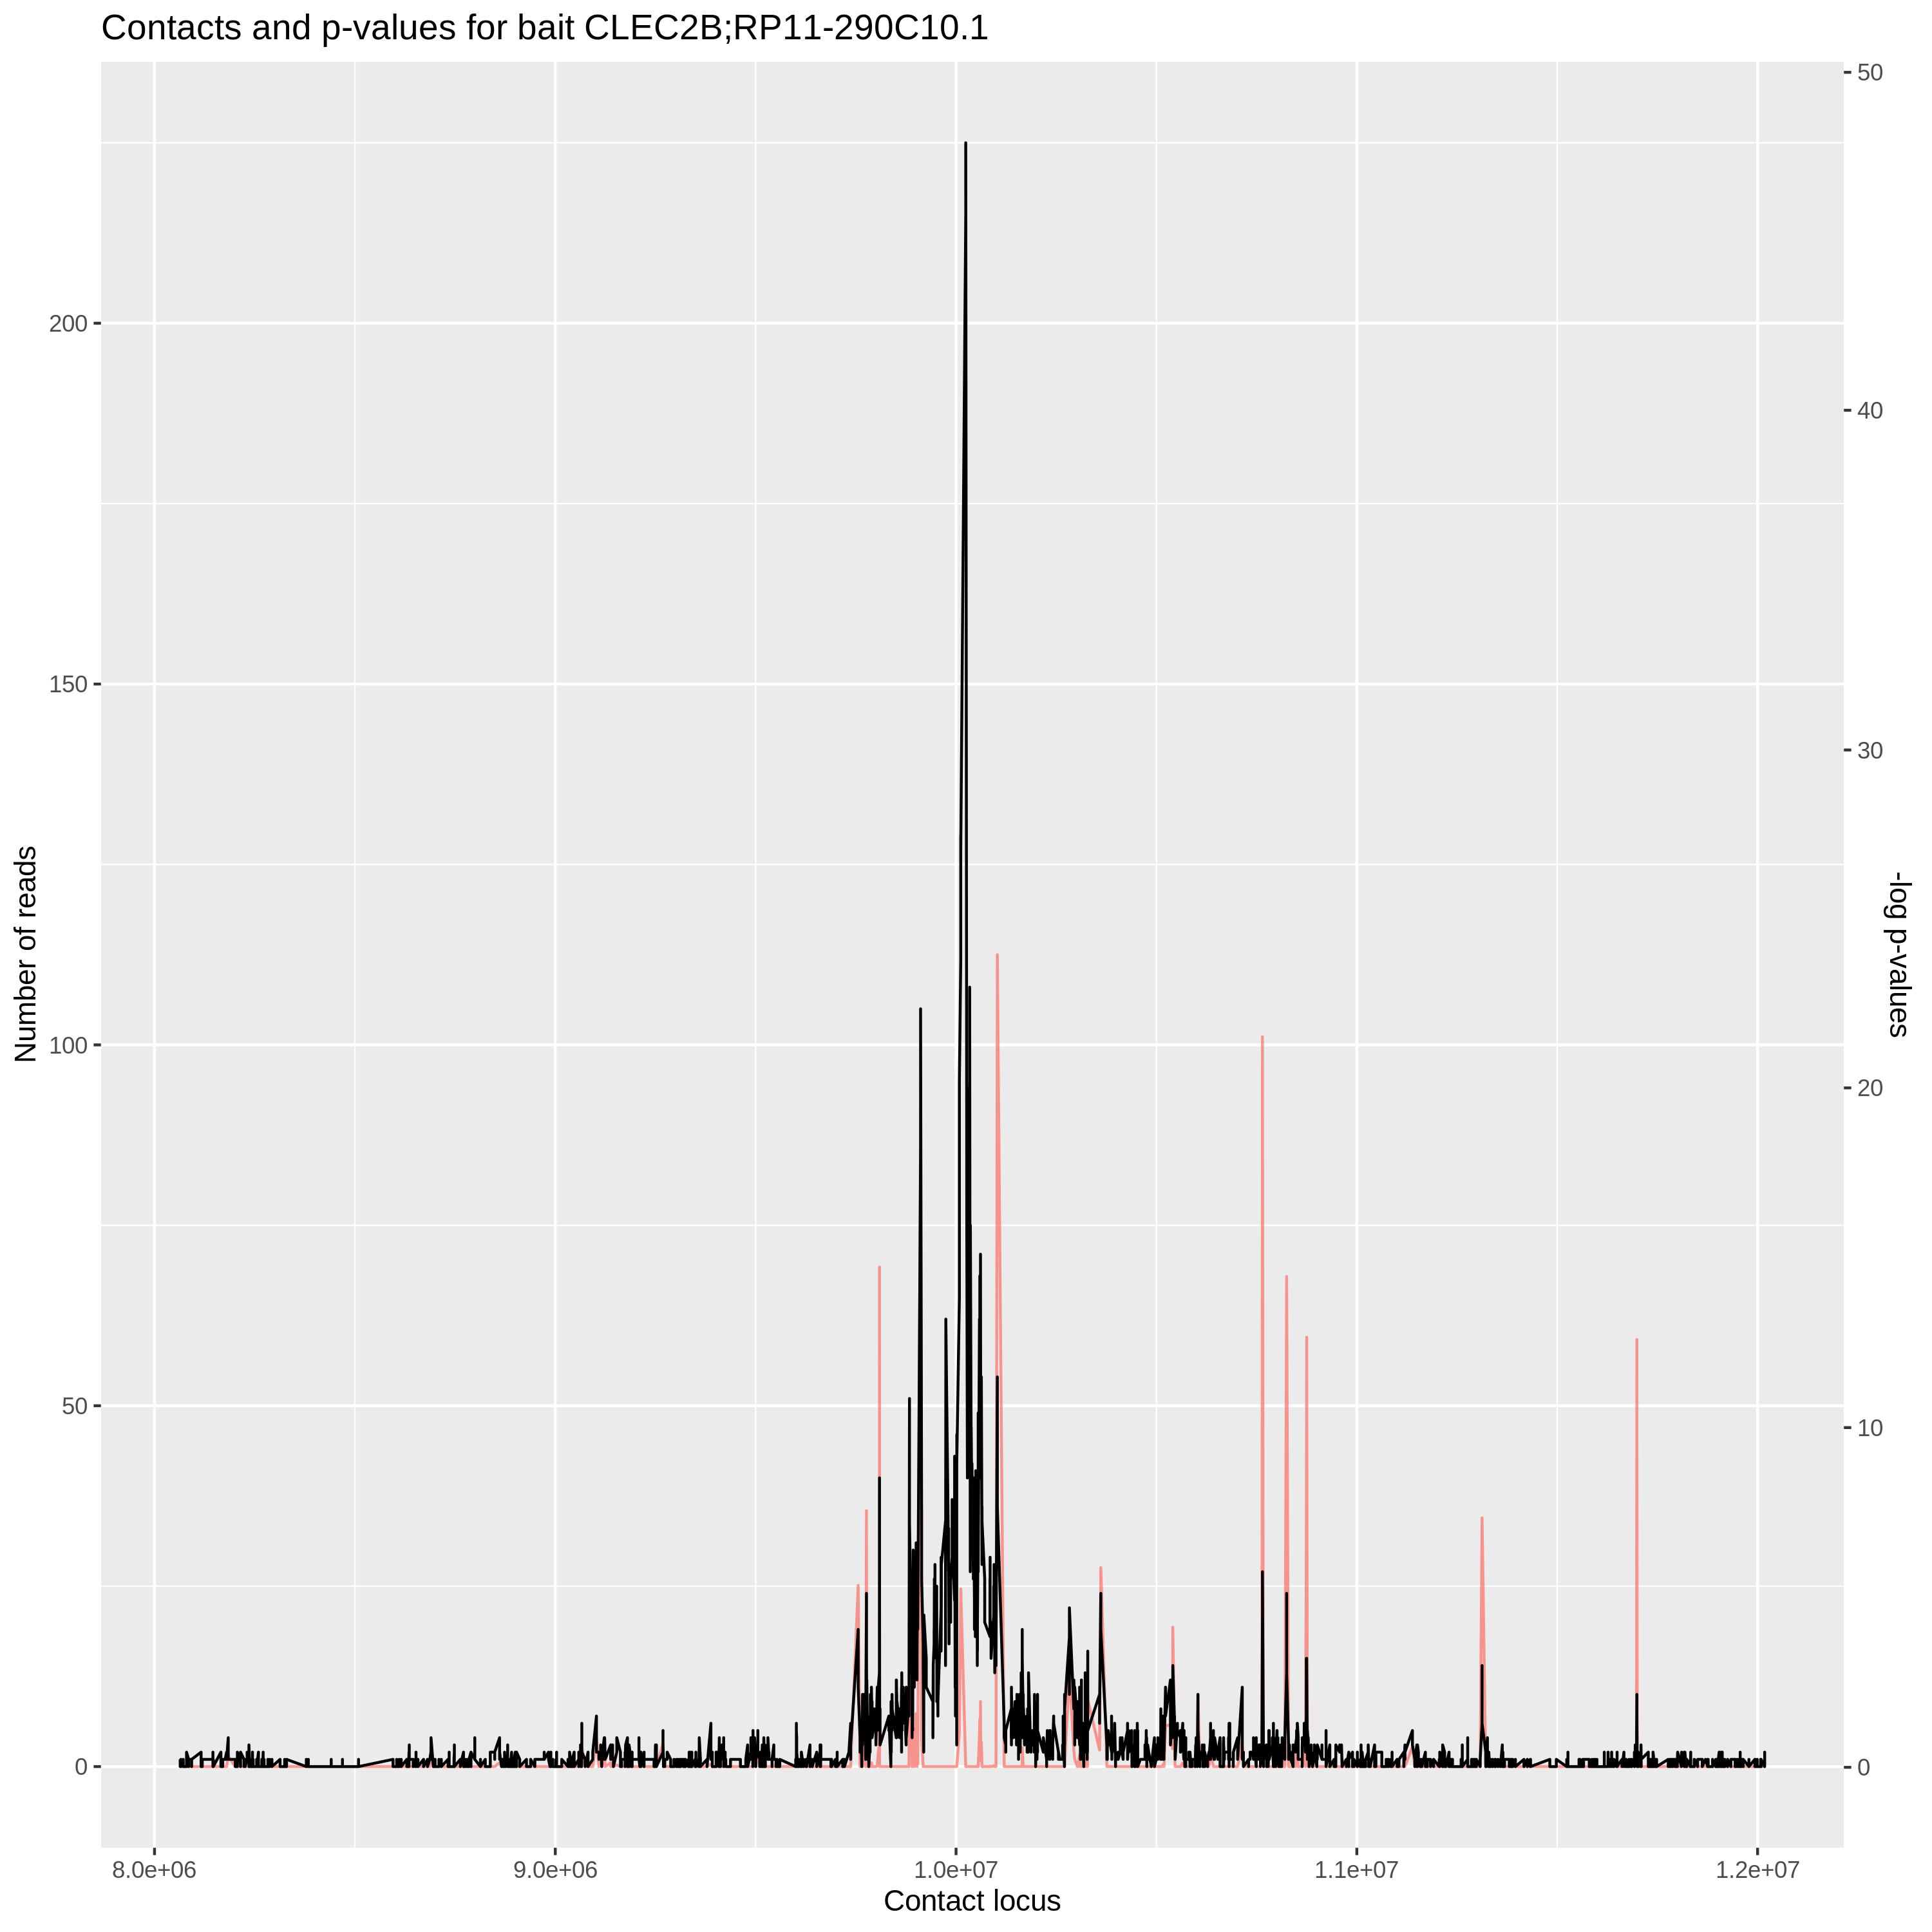 Contacts and p-values for bait CLEC2B;RP11-290C10.1
Number of reads
200
150
100
50
0
50
40
30
20
10
0
-log p-values
8.0e+06
9.0e+06
1.0e+07
1.1e+07
1.2e+07
Contact locus